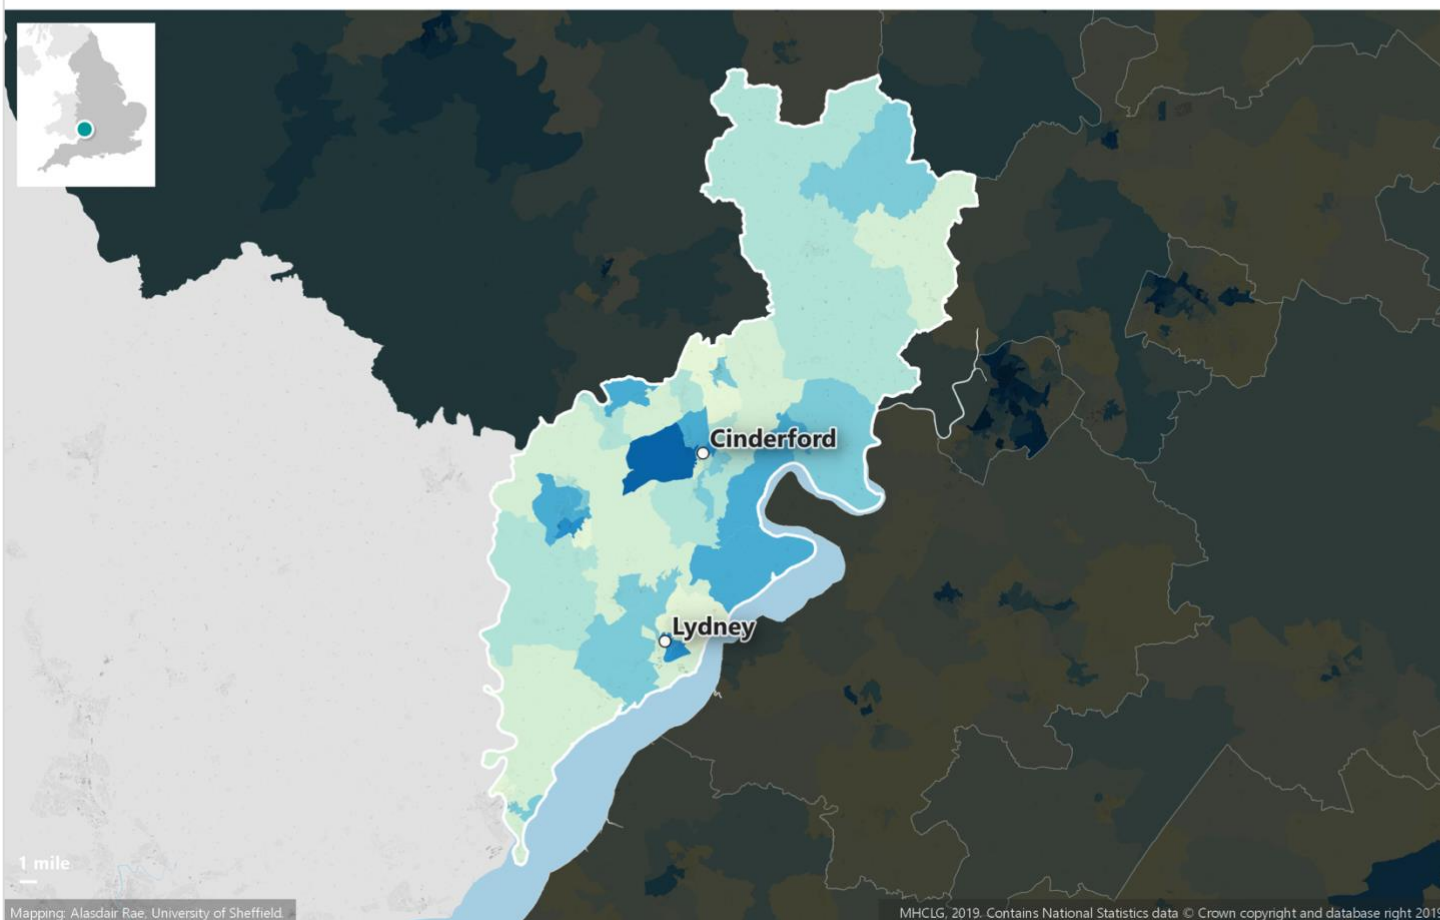 Cinderford
Lydney
1 mile
Mapping: Alasdair Rae, University of Sheffield.
MHCLG, 2019. Contains National Statistics data © Crown copyright and database right 2019